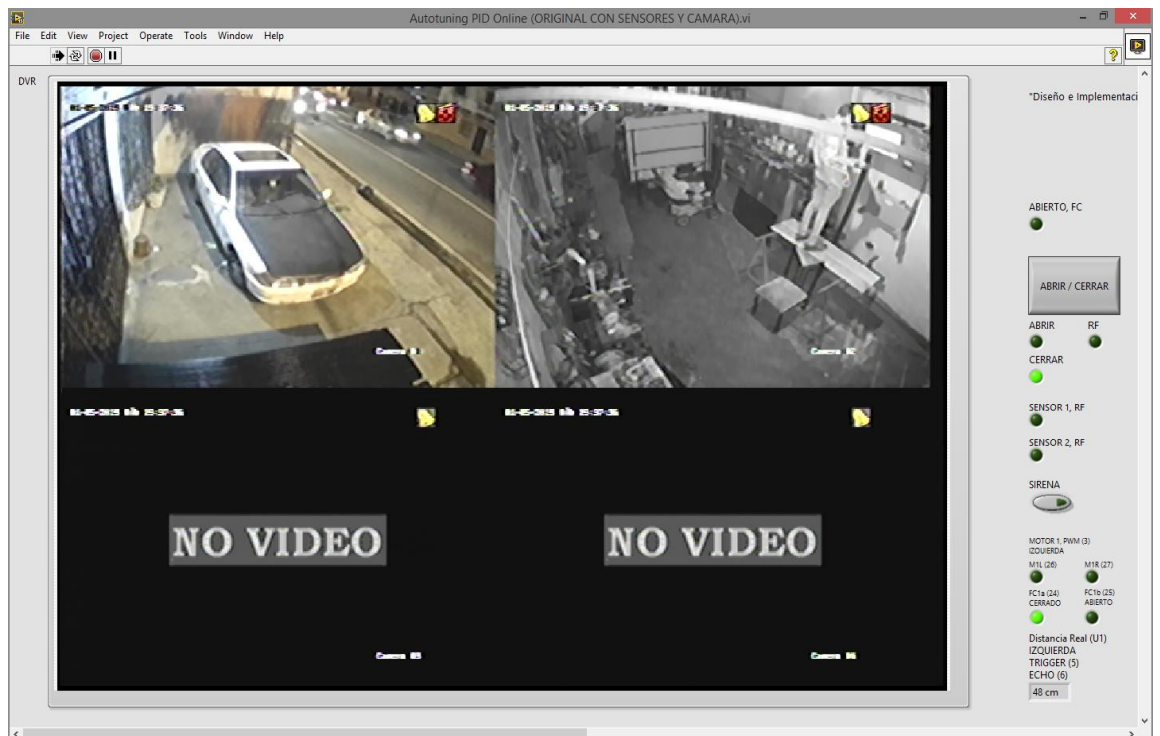 Autotuning PID Online (ORIGINAL CON SENSORES Y CAMARA).vi
File Edit View Project Operate Tools Window Help
DVR
"Diseño e Implementaci
ABIERTO, FC
ABRIR / CERRAR
ABRIR RF
CERRAR
SENSOR 1, RF
SENSOR 2, RF
SIRENA
NO VIDEO NO VIDEO
MOTOR 1, PWM (3)
IZQUIERDA
M1L (26) M1R (27)
FC1a (24) FC1b (25)
CERRADO ABIERTO
Distancia Real (U1)
IZQUIERDA
TRIGGER (5)
ECHO (6)
48 cm